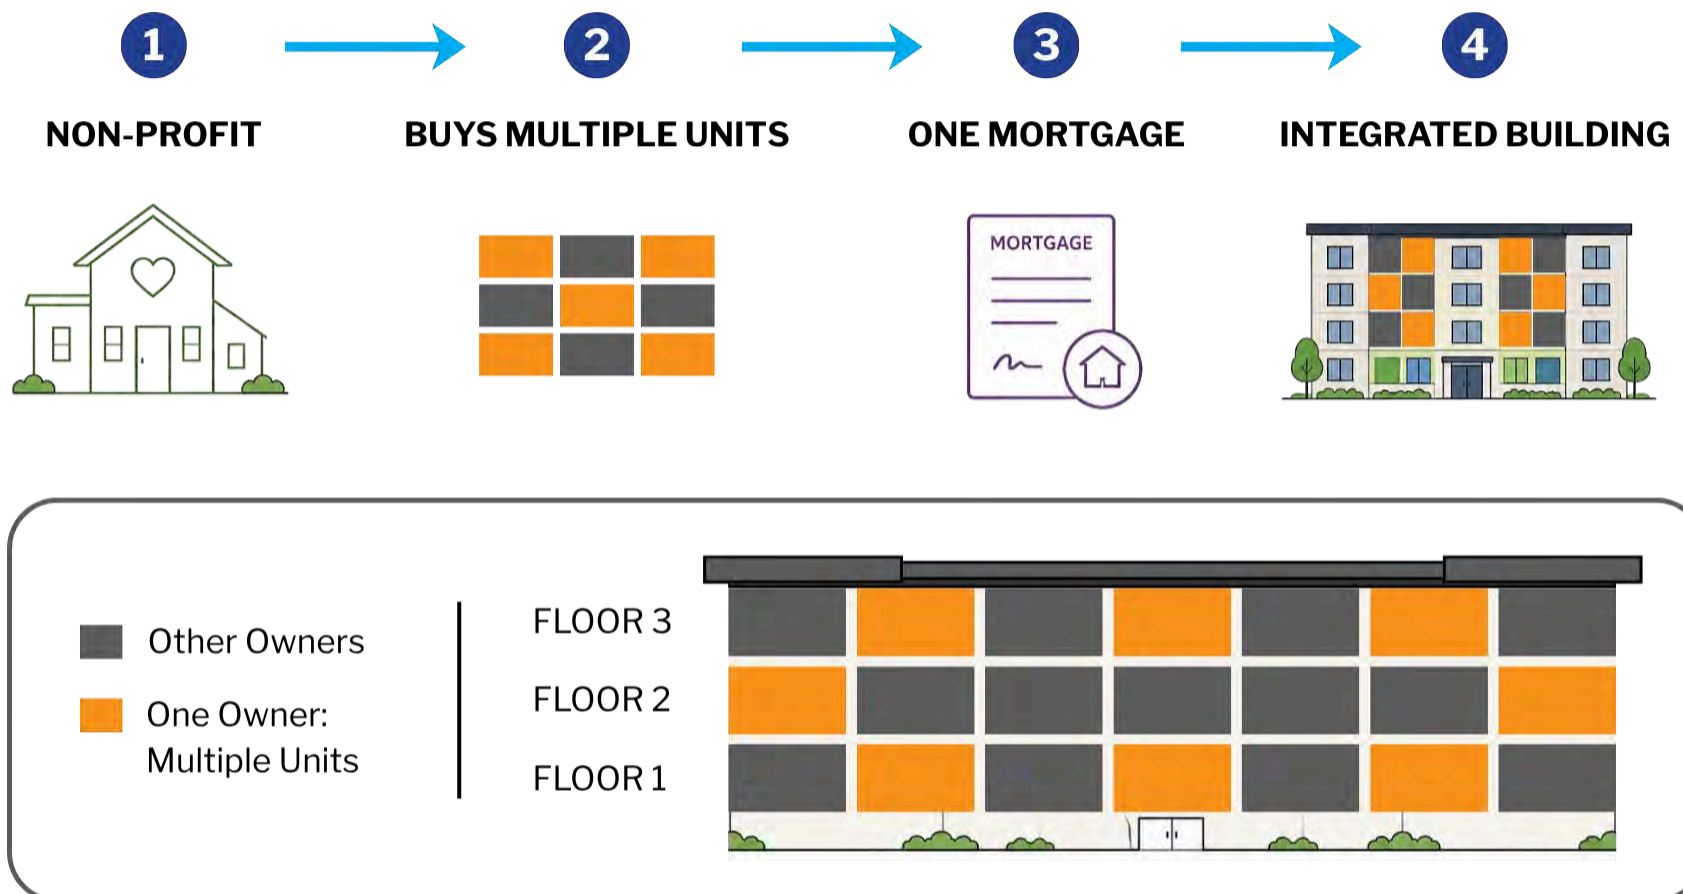 1
2
3
4
NON-PROFIT
BUYS MULTIPLE UNITS
ONE MORTGAGE
INTEGRATED BUILDING
MORTGAGE
Other Owners
One Owner:
Multiple Units
FLOOR 3
FLOOR 2
FLOOR 1